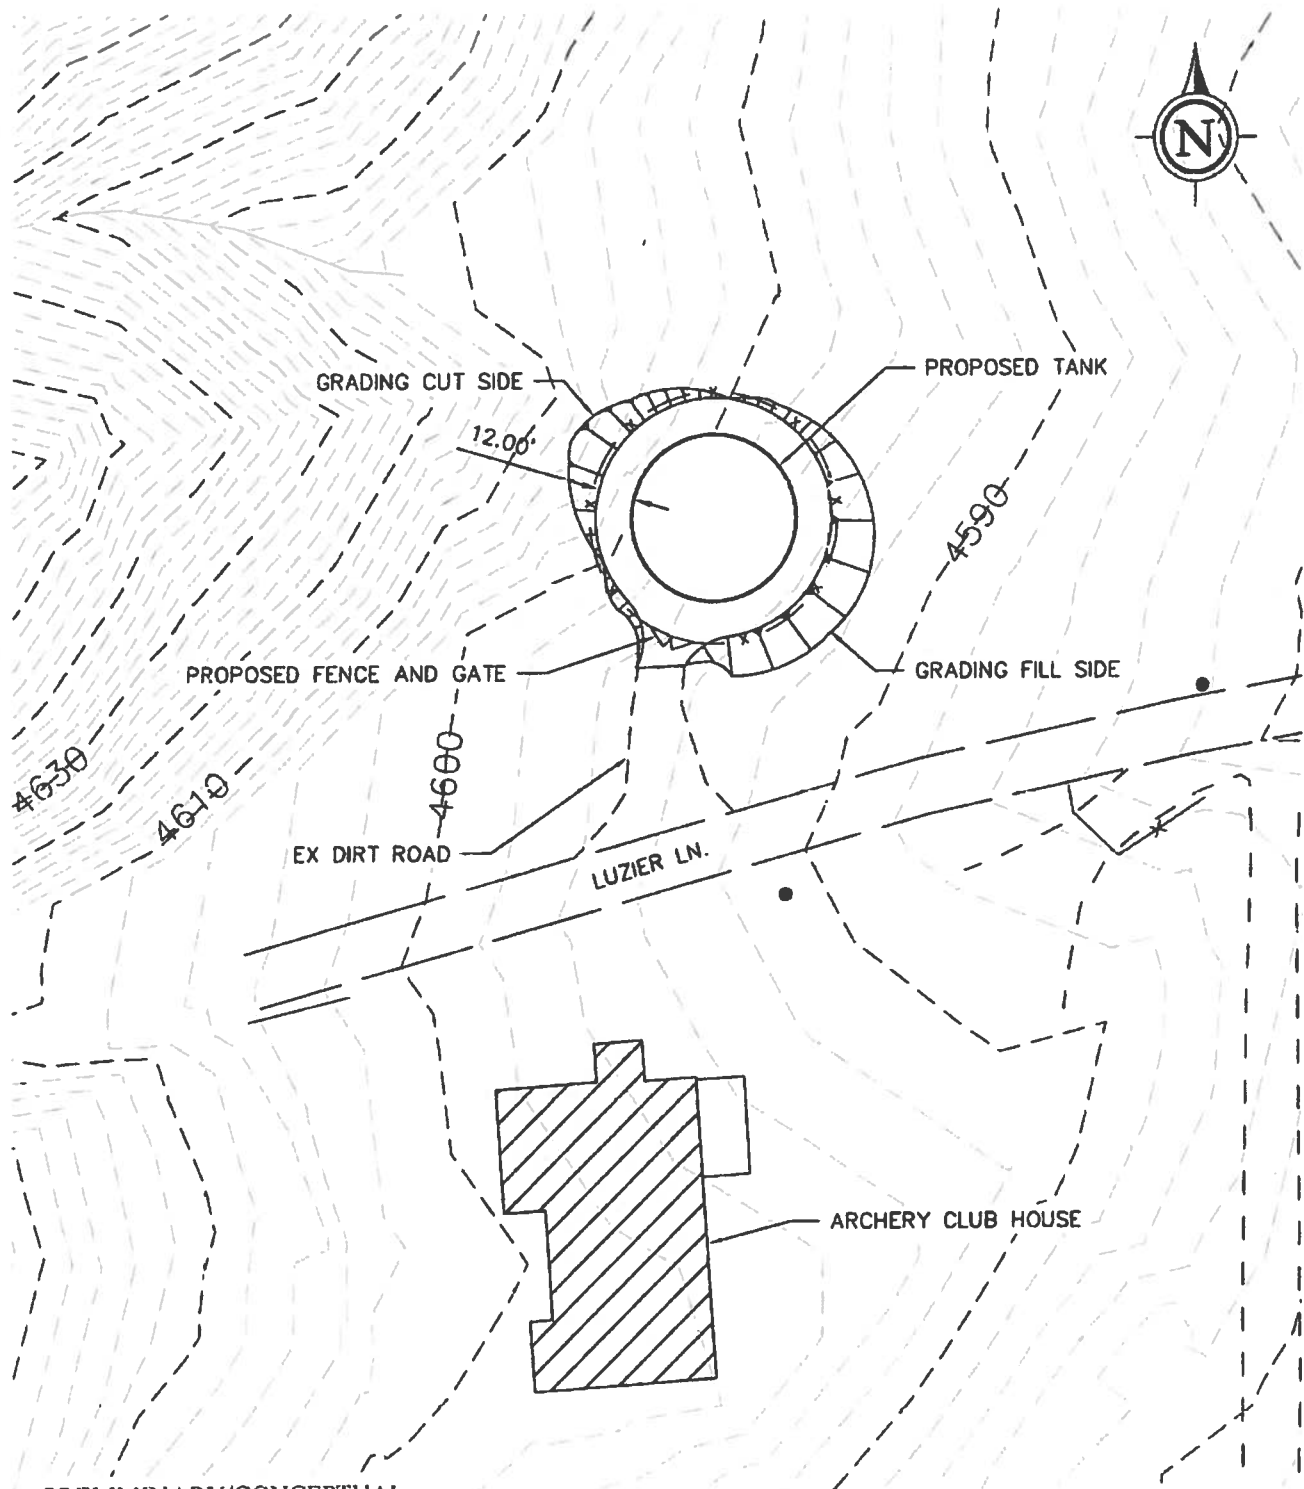 N
PROPOSED TANK
GRADING CUT SIDE
12.00'
4590
PROPOSED FENCE AND GATE
GRADING FILL SIDE
4630
4610
4600
EX DIRT ROAD
LUZIER LN.
ARCHERY CLUB HOUSE